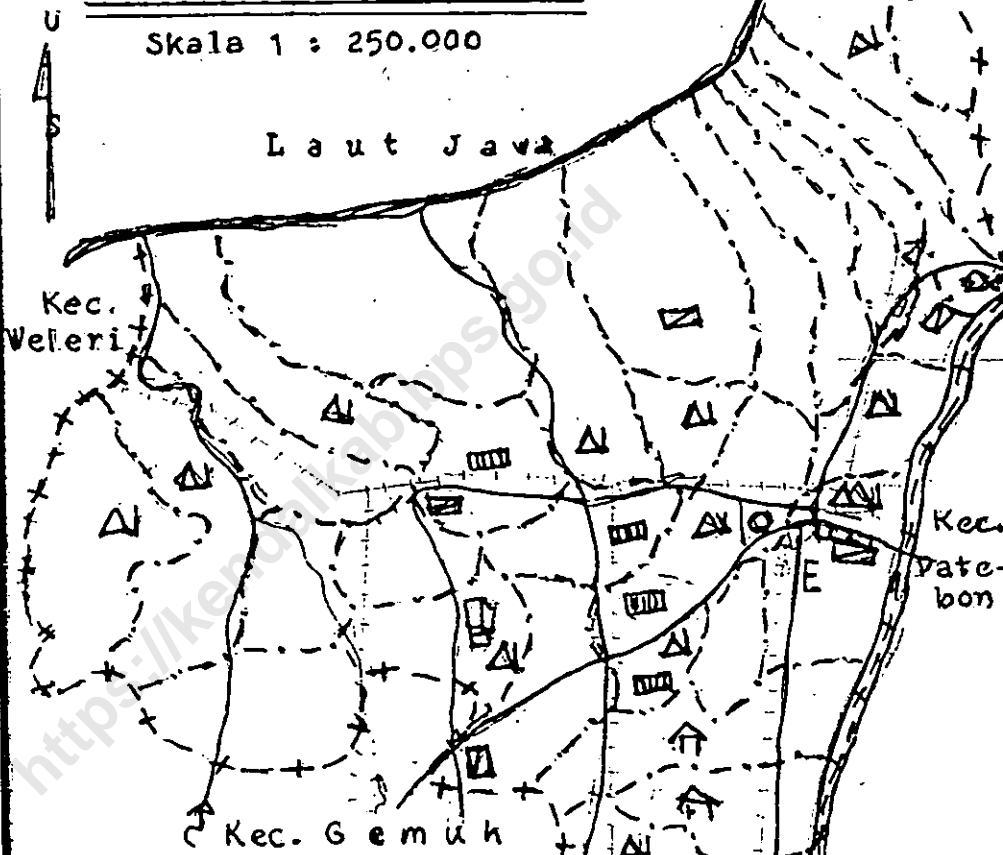 U
Skala 1 : 250.000
S
Laut Jawa
Kec.
Weleri
Kec.
Pate-
bon
E
Kec. Gemuh
https://kendalkab.bps.go.id